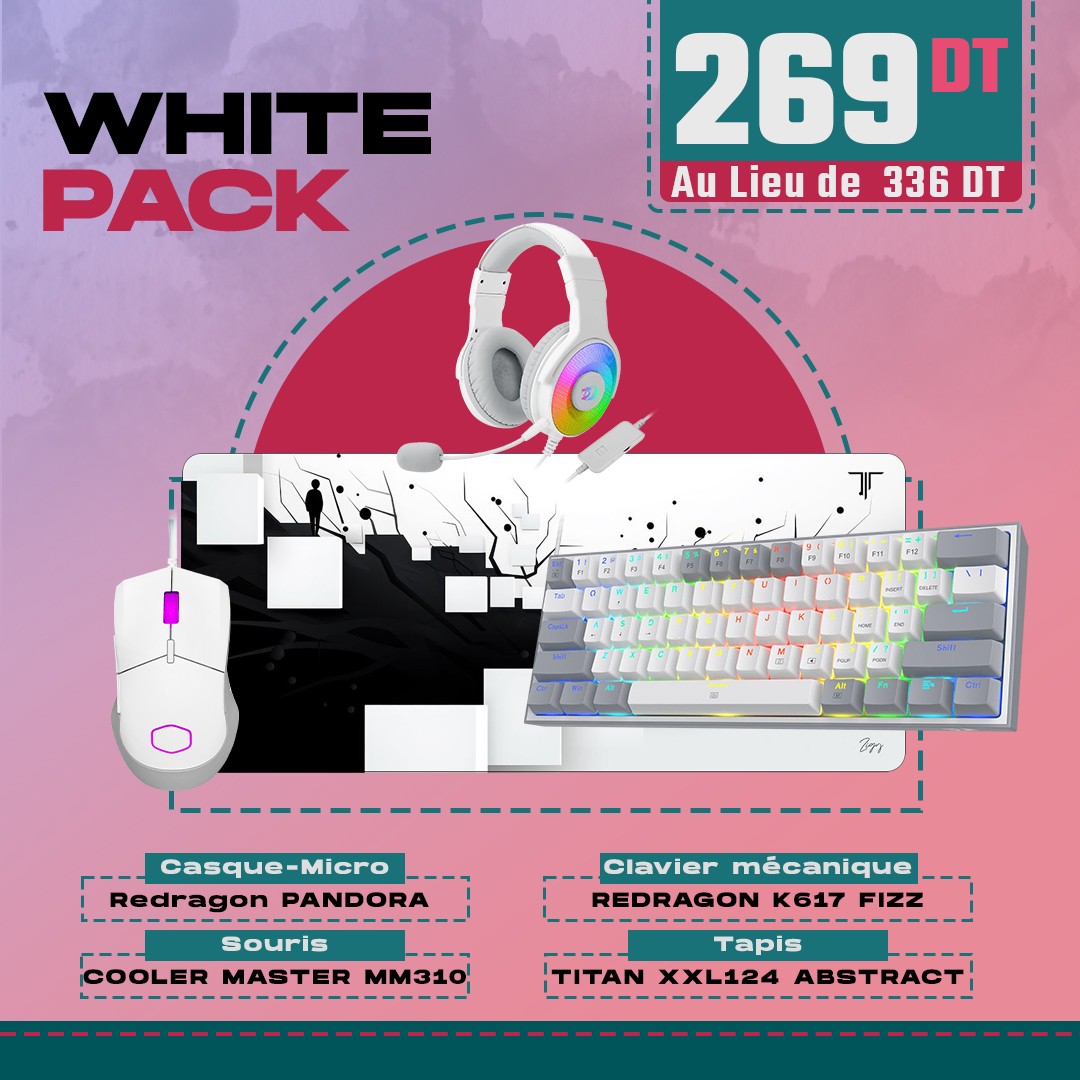 WHITE
PACK
269 DT
Au Lieu de 336 DT
Casque-Micro
Redragon PANDORA
Clavier mécanique
REDRAGON K617 FIZZ
Souris
COOLER MASTER MM310
Tapis
TITAN XXL124 ABSTRACT